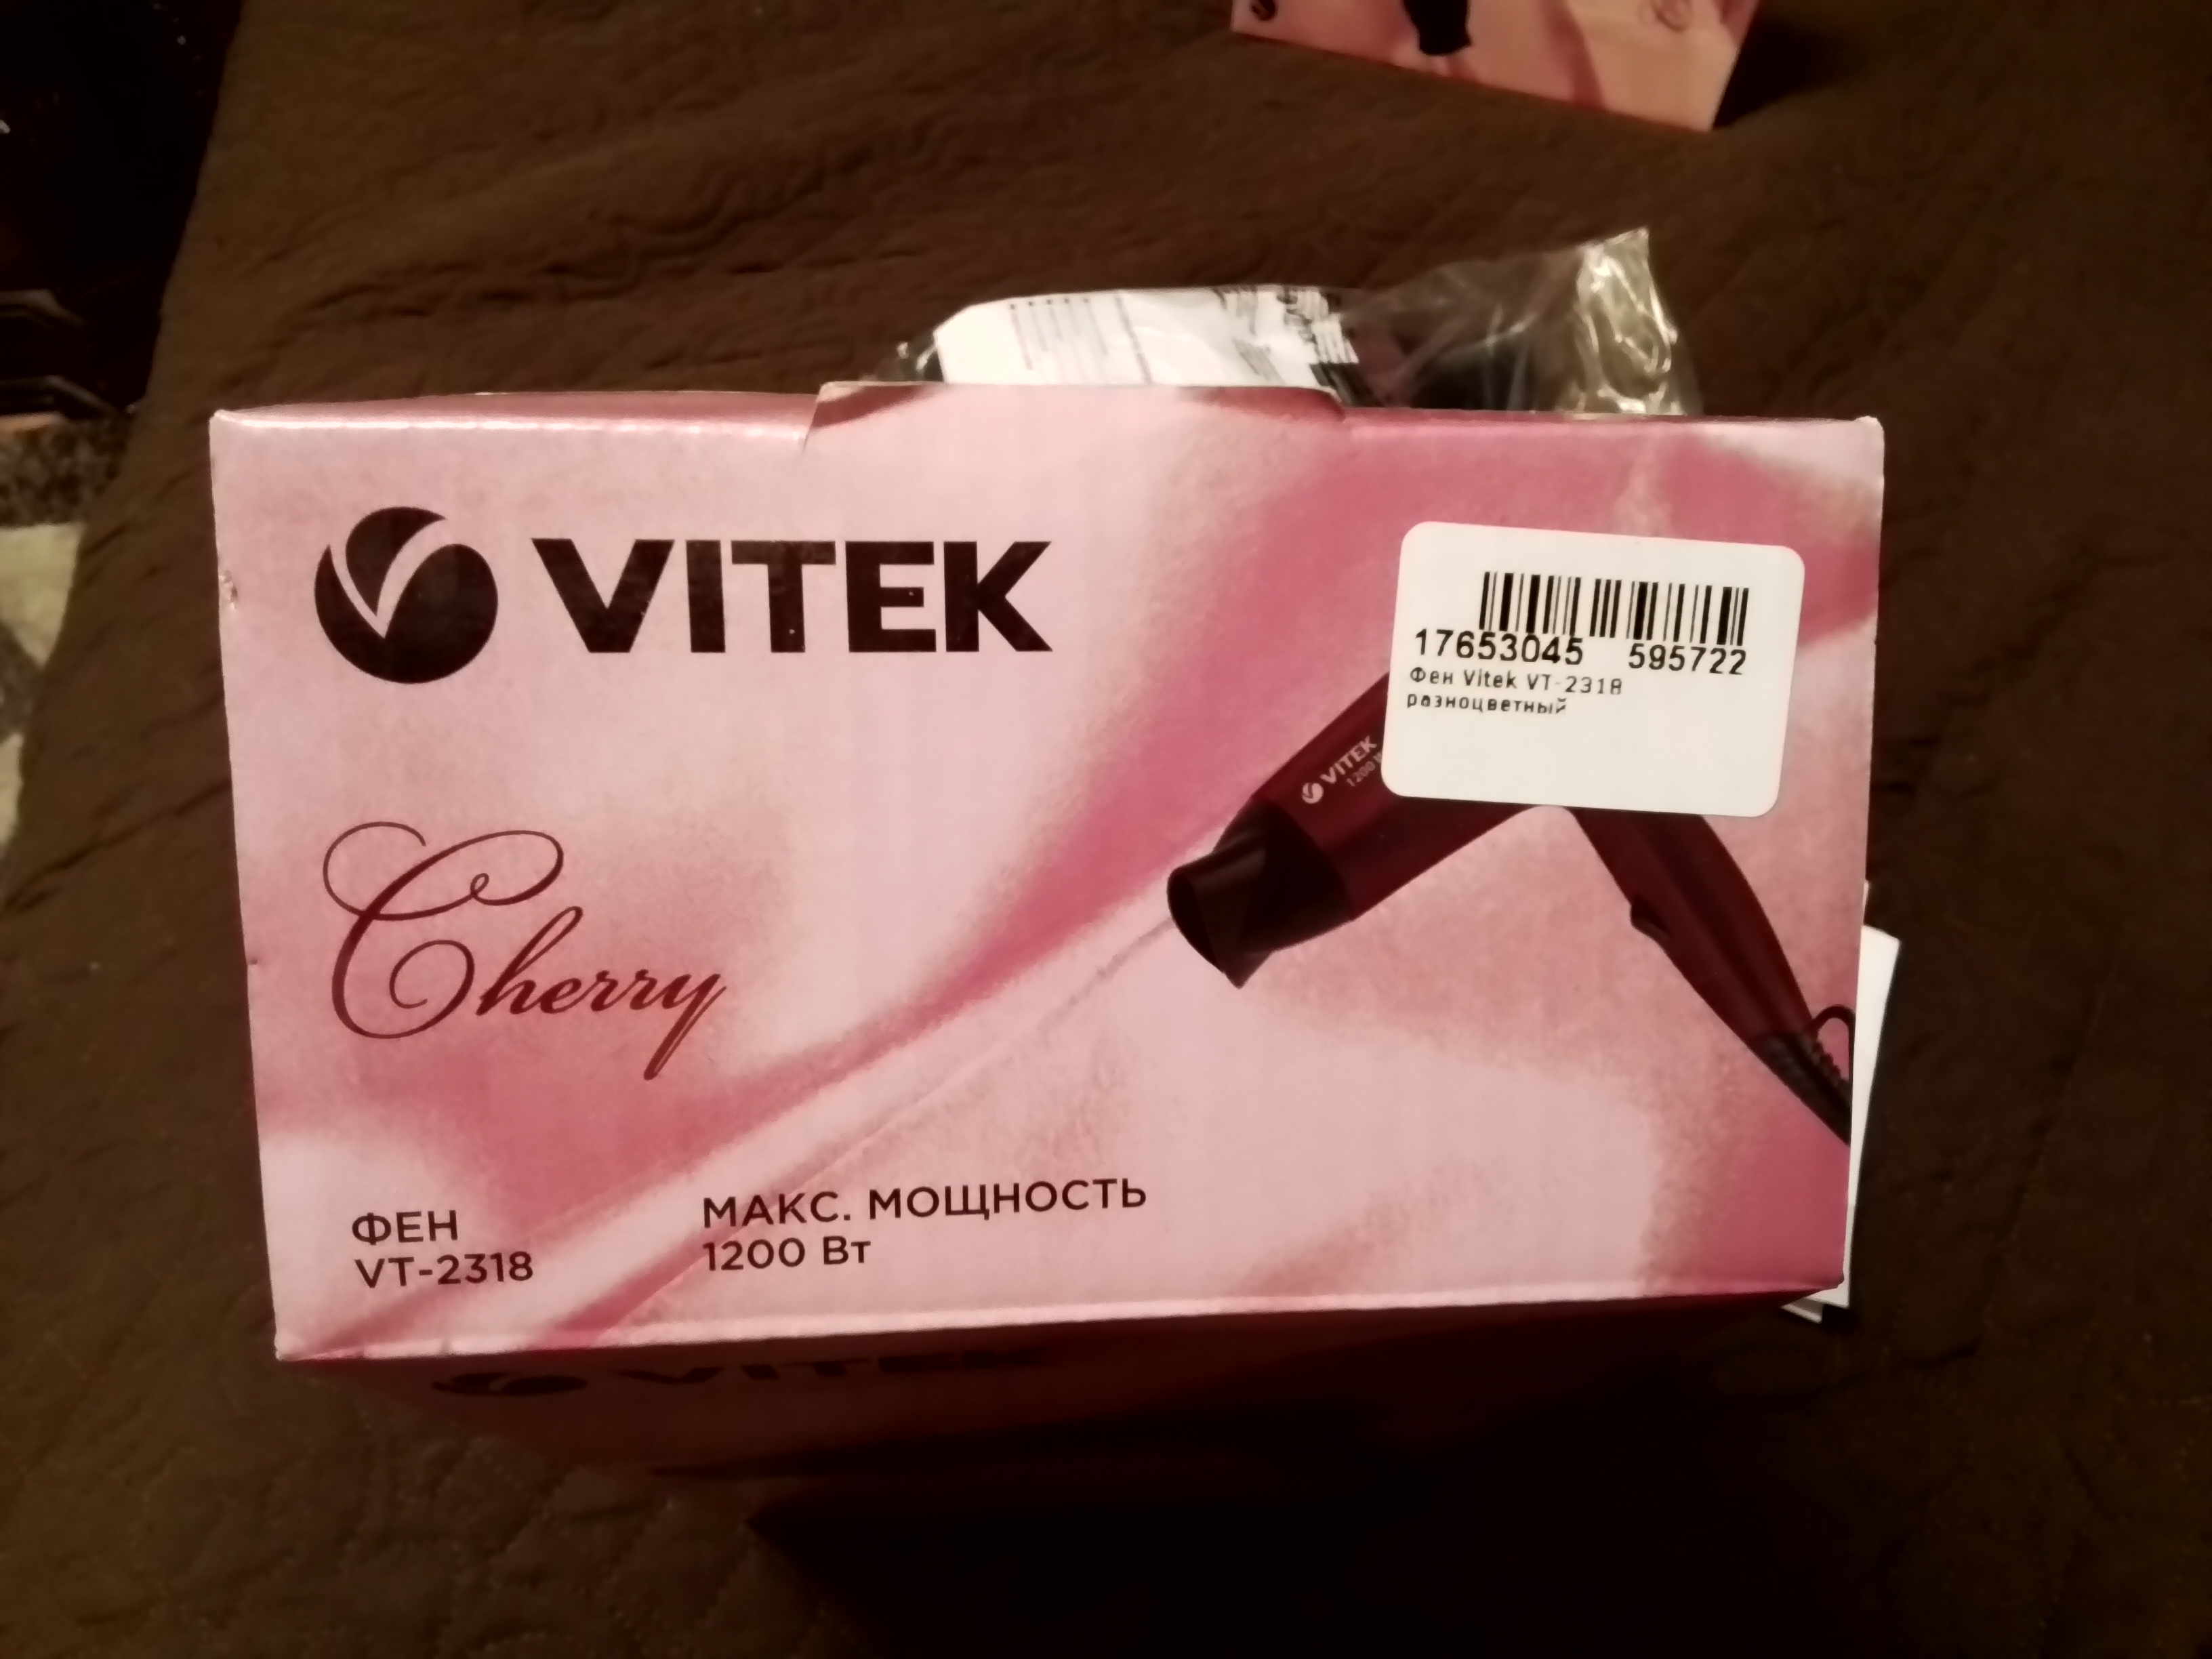 VITEK
17653045 595722
Фен Vitek VT-2318
разноцветный
VITEK
1200
Cherry
ФЕН
VT-2318
МАКС. МОЩНОСТЬ
1200 Вт
VITEK